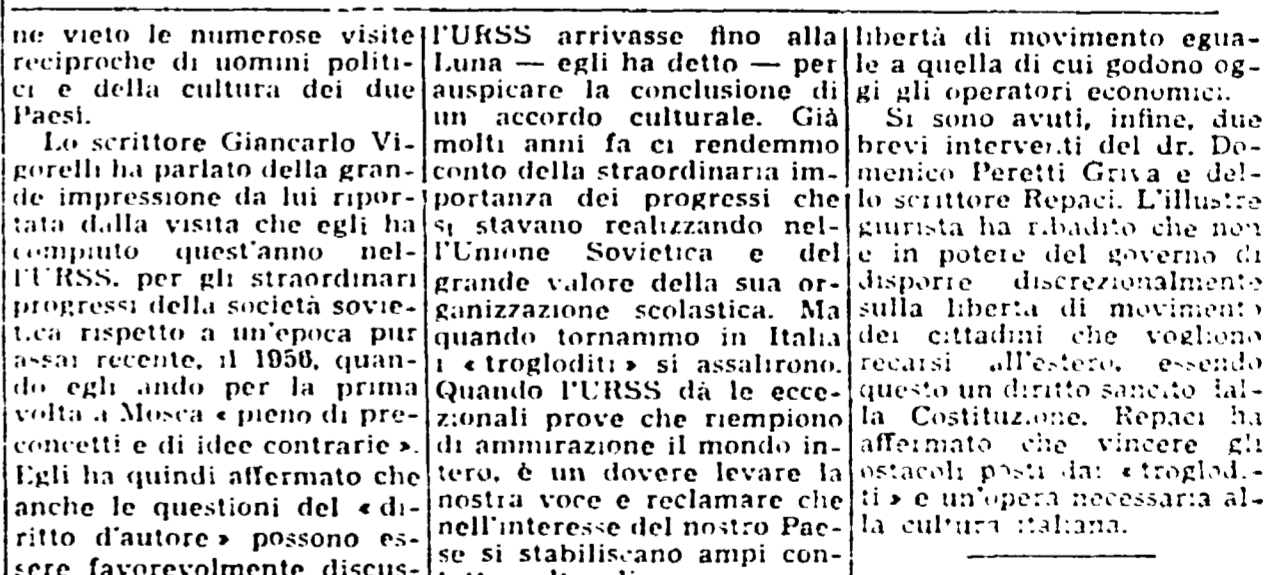 ne vieto le numerose visite
reciproche di uomini politi-
ci e della cultura dei due
Paesi.
Lo scrittore Giancarlo Vi-
gorelli ha parlato della gran-
de impressione da lui ripor-
tata dalla visita che egli ha
compiuto quest'anno nel-
l'URSS, per gli straordinari
progressi della società sovie-
tica rispetto a un'epoca pur
assai recente, il 1956, quan-
do egli andò per la prima
volta a Mosca « pieno di pre-
concetti e di idee contrarie ».
Egli ha quindi affermato che
anche le questioni del « di-
ritto d'autore » possono es-
sere favorevolmente discus-
l'URSS arrivasse fino alla
Luna — egli ha detto — per
auspicare la conclusione di
un accordo culturale. Già
molti anni fa ci rendemmo
conto della straordinaria im-
portanza dei progressi che
si stavano realizzando nel-
l'Unione Sovietica e del
grande valore della sua or-
ganizzazione scolastica. Ma
quando tornammo in Italia
i « trogloditi » si assalirono.
Quando l'URSS dà le ecce-
zionali prove che riempiono
di ammirazione il mondo in-
tero, è un dovere levare la
nostra voce e reclamare che
nell'interesse del nostro Pae-
se si stabiliscano ampi con-
libertà di movimento egua-
le a quella di cui godono og-
gi gli operatori economici.
Si sono avuti, infine, due
brevi interventi del dr. Do-
menico Peretti Griva e del-
lo scrittore Repaci. L'illustre
giurista ha ribadito che non
è in potere del governo di
disporre discrezionalmente
sulla libertà di movimento
dei cittadini che vogliono
recarsi all'estero, essendo
questo un diritto sancito dal-
la Costituzione. Repaci ha
affermato che vincere gli
ostacoli posti dai « troglodi-
ti » è un'opera necessaria al-
la cultura italiana.